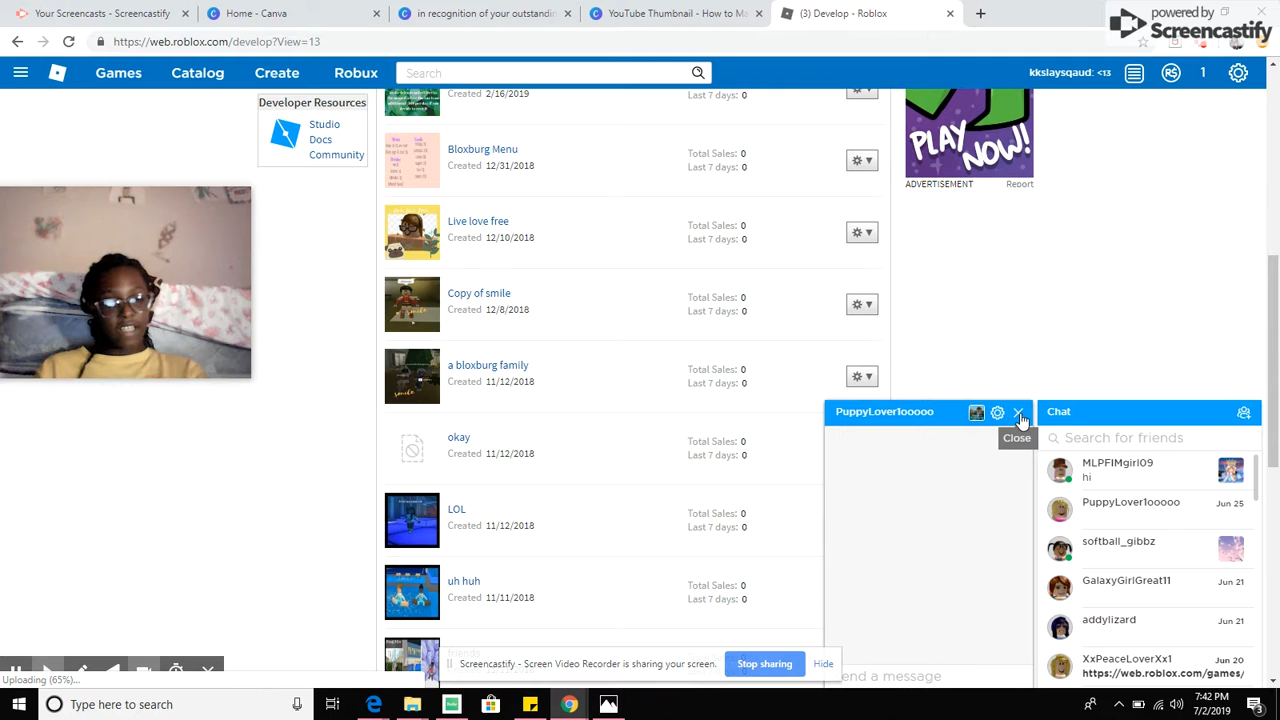 Home - Canva
Home - Canva
in recognition of your outstandin
YouTube Thumbnail - How to Ma
(3) Develop - Roblox
powered by
Screencastify
https://web.roblox.com/develop?View=13
Games
Catalog
Create
Robux
Search
kkslaysqaud: <13
R$
1
Developer Resources
Studio
Docs
Community
Created 2/16/2019
Last 7 days: 0
Bloxburg Menu
Created 12/31/2018
Total Sales: 0
Last 7 days: 0
Live love free
Created 12/10/2018
Total Sales: 0
Last 7 days: 0
Copy of smile
Created 12/8/2018
Total Sales: 0
Last 7 days: 0
a bloxburg family
Created 11/12/2018
Total Sales: 0
Last 7 days: 0
okay
Created 11/12/2018
Total Sales: 0
Last 7 days: 0
LOL
Created 11/12/2018
Total Sales: 0
Last 7 days: 0
uh huh
Created 11/11/2018
Total Sales: 0
Last 7 days: 0
friends
PLAY
NOW!
ADVERTISEMENT
Report
PuppyLover1ooooo
Close
end a message
Chat
Search for friends
MLPFIMgirl09
hi
PuppyLover1ooooo
Jun 25
softball_gibbz
GalaxyGirlGreat11
Jun 21
addylizard
Jun 21
XxPeaceLoverXx1
Jun 20
https://web.roblox.com/games/
Screencastify - Screen Video Recorder is sharing your screen.
Stop sharing
Hide
Uploading (65%)...
Type here to search
hulu
7:42 PM
7/2/2019
3